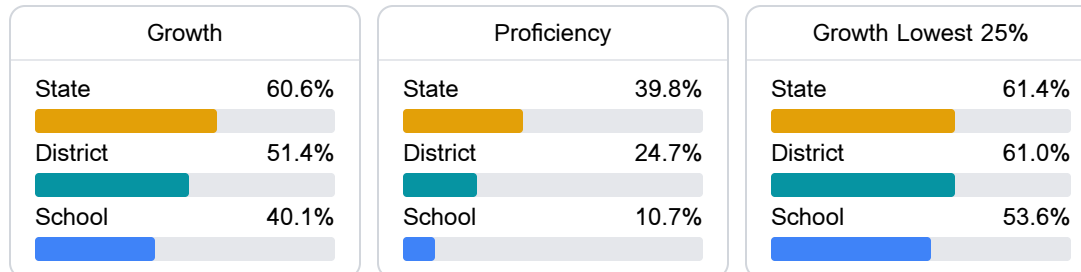 Growth
State 60.6%
District 51.4%
School 40.1%
Proficiency
State 39.8%
District 24.7%
School 10.7%
Growth Lowest 25%
State 61.4%
District 61.0%
School 53.6%